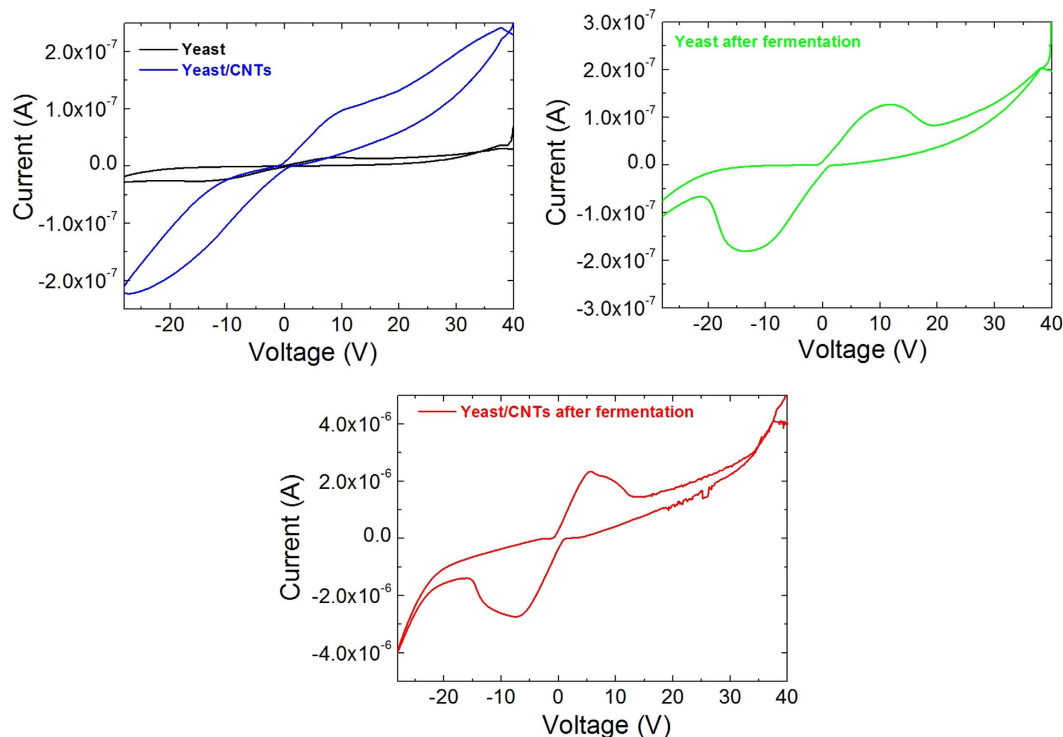 Yeast
Yeast/CNTs
2.0x10⁻⁷
1.0x10⁻⁷
0.0
-1.0x10⁻⁷
-2.0x10⁻⁷
Current (A)
-20 -10 0 10 20 30 40
Voltage (V)
Yeast after fermentation
3.0x10⁻⁷
2.0x10⁻⁷
1.0x10⁻⁷
0.0
-1.0x10⁻⁷
-2.0x10⁻⁷
-3.0x10⁻⁷
Current (A)
-20 -10 0 10 20 30 40
Voltage (V)
Yeast/CNTs after fermentation
4.0x10⁻⁶
2.0x10⁻⁶
0.0
-2.0x10⁻⁶
-4.0x10⁻⁶
Current (A)
-20 -10 0 10 20 30 40
Voltage (V)